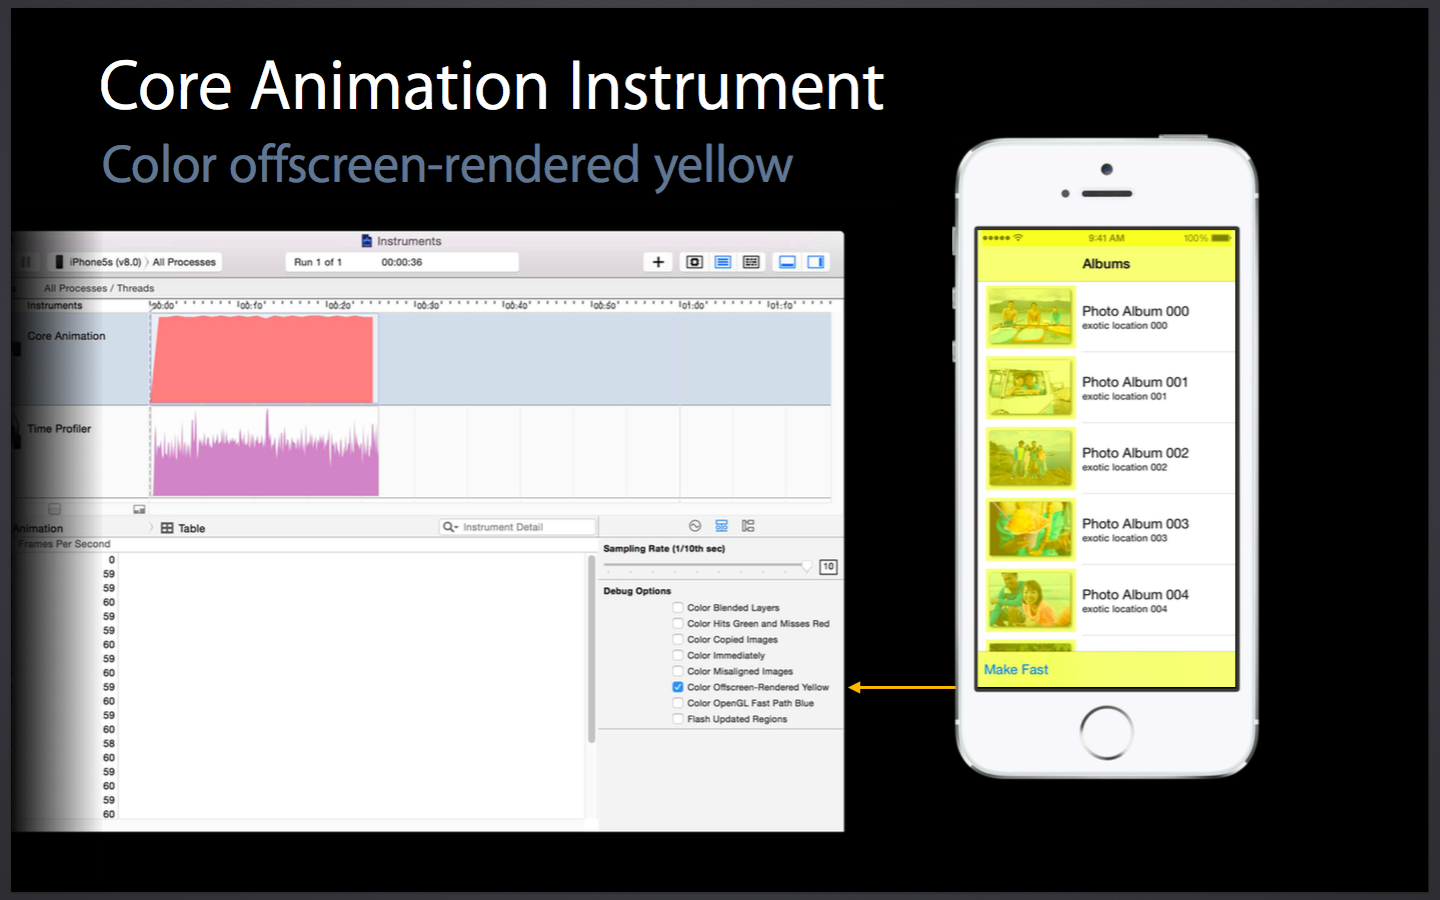 Core Animation Instrument
Color offscreen-rendered yellow
Instruments
iPhone5s (v8.0) 〉 All Processes
Run 1 of 1 00:00:36
All Processes / Threads
Instruments
00:00 00:10 00:20 00:30 00:40 00:50 01:00 01:10
Core Animation
Time Profiler
Animation 〉 Table
Instrument Detail
Frames Per Second
0
59
59
60
59
59
60
59
60
59
60
59
60
58
60
59
60
59
60
Sampling Rate (1/10th sec)
10
Debug Options
Color Blended Layers
Color Hits Green and Misses Red
Color Copied Images
Color Immediately
Color Misaligned Images
Color Offscreen-Rendered Yellow
Color OpenGL Fast Path Blue
Flash Updated Regions
9:41 AM 100%
Albums
Photo Album 000
exotic location 000
Photo Album 001
exotic location 001
Photo Album 002
exotic location 002
Photo Album 003
exotic location 003
Photo Album 004
exotic location 004
Make Fast